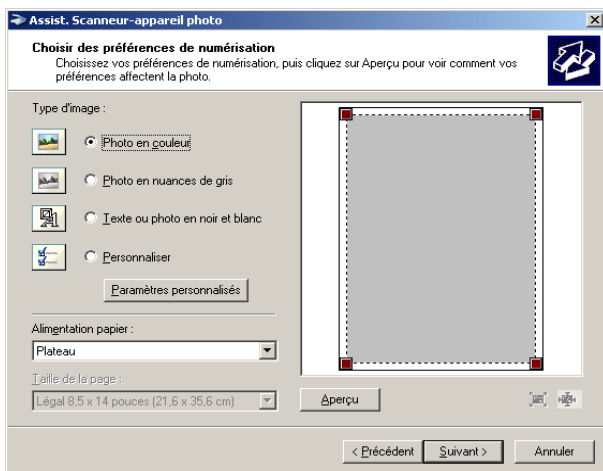 Assist. Scanneur-appareil photo
Choisir des préférences de numérisation
Choisissez vos préférences de numérisation, puis cliquez sur Aperçu pour voir comment vos
préférences affectent la photo.
Type d'image :
Photo en couleur
Photo en nuances de gris
Texte ou photo en noir et blanc
Personnaliser
Paramètres personnalisés
Alimentation papier :
Plateau
Taille de la page :
Légal 8,5 x 14 pouces (21,6 x 35,6 cm)
Aperçu
< Précédent
Suivant >
Annuler